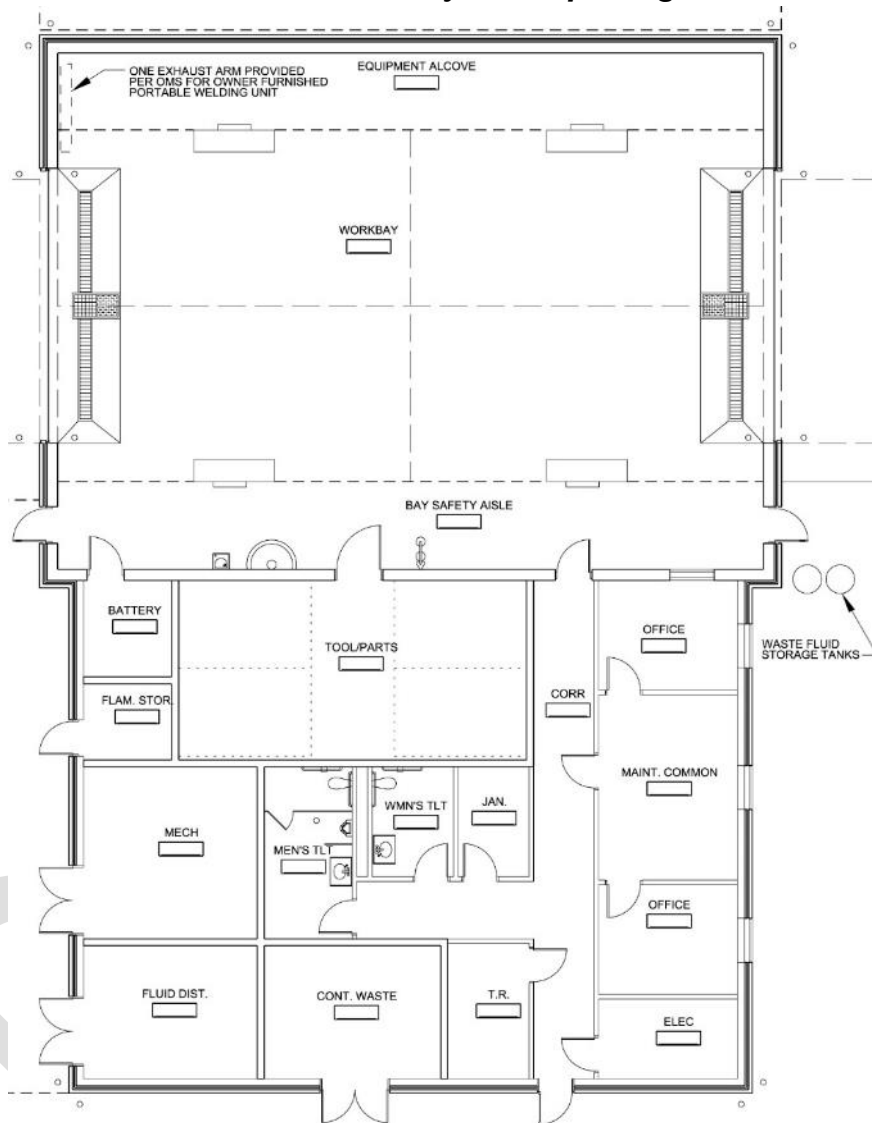 ONE EXHAUST ARM PROVIDED
PER OMS FOR OWNER FURNISHED
PORTABLE WELDING UNIT
EQUIPMENT ALCOVE
WORKBAY
BAY SAFETY AISLE
BATTERY
TOOL/PARTS
OFFICE
WASTE FLUID
STORAGE TANKS
FLAM. STOR.
CORR
MAINT. COMMON
WMN'S TLT
JAN.
MECH
MEN'S TLT
OFFICE
FLUID DIST.
CONT. WASTE
T.R.
ELEC